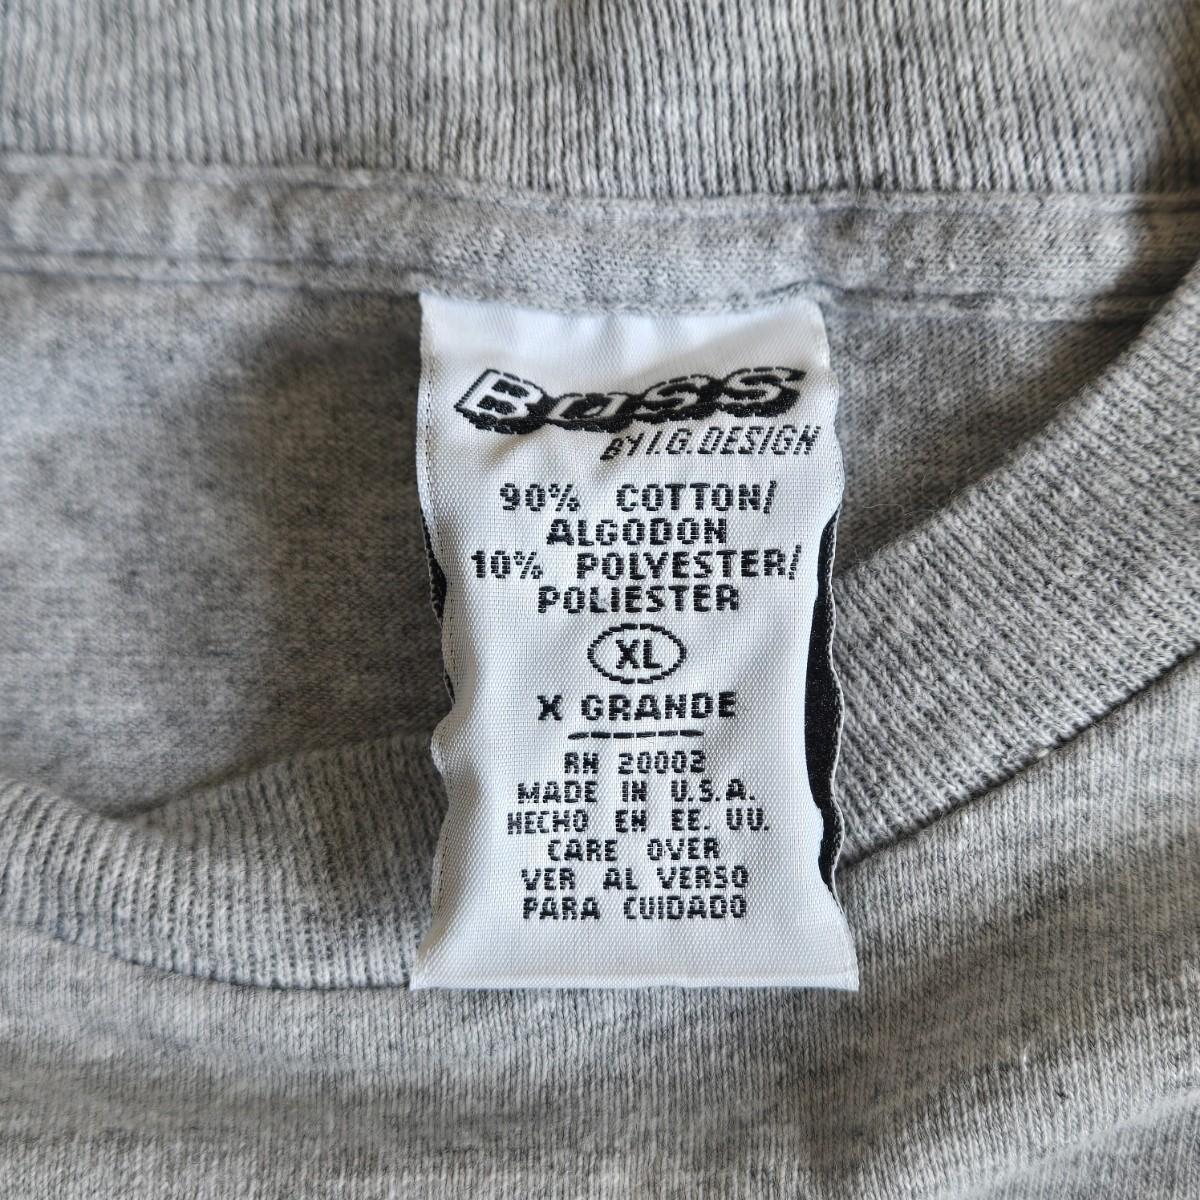 BOSS
BY I.G. DESIGN
90% COTTON/
ALGODON
10% POLYESTER/
POLIESTER
XL
X GRANDE
RN 20002
MADE IN U.S.A.
HECHO EN EE. UU.
CARE OVER
VER AL VERSO
PARA CUIDADO